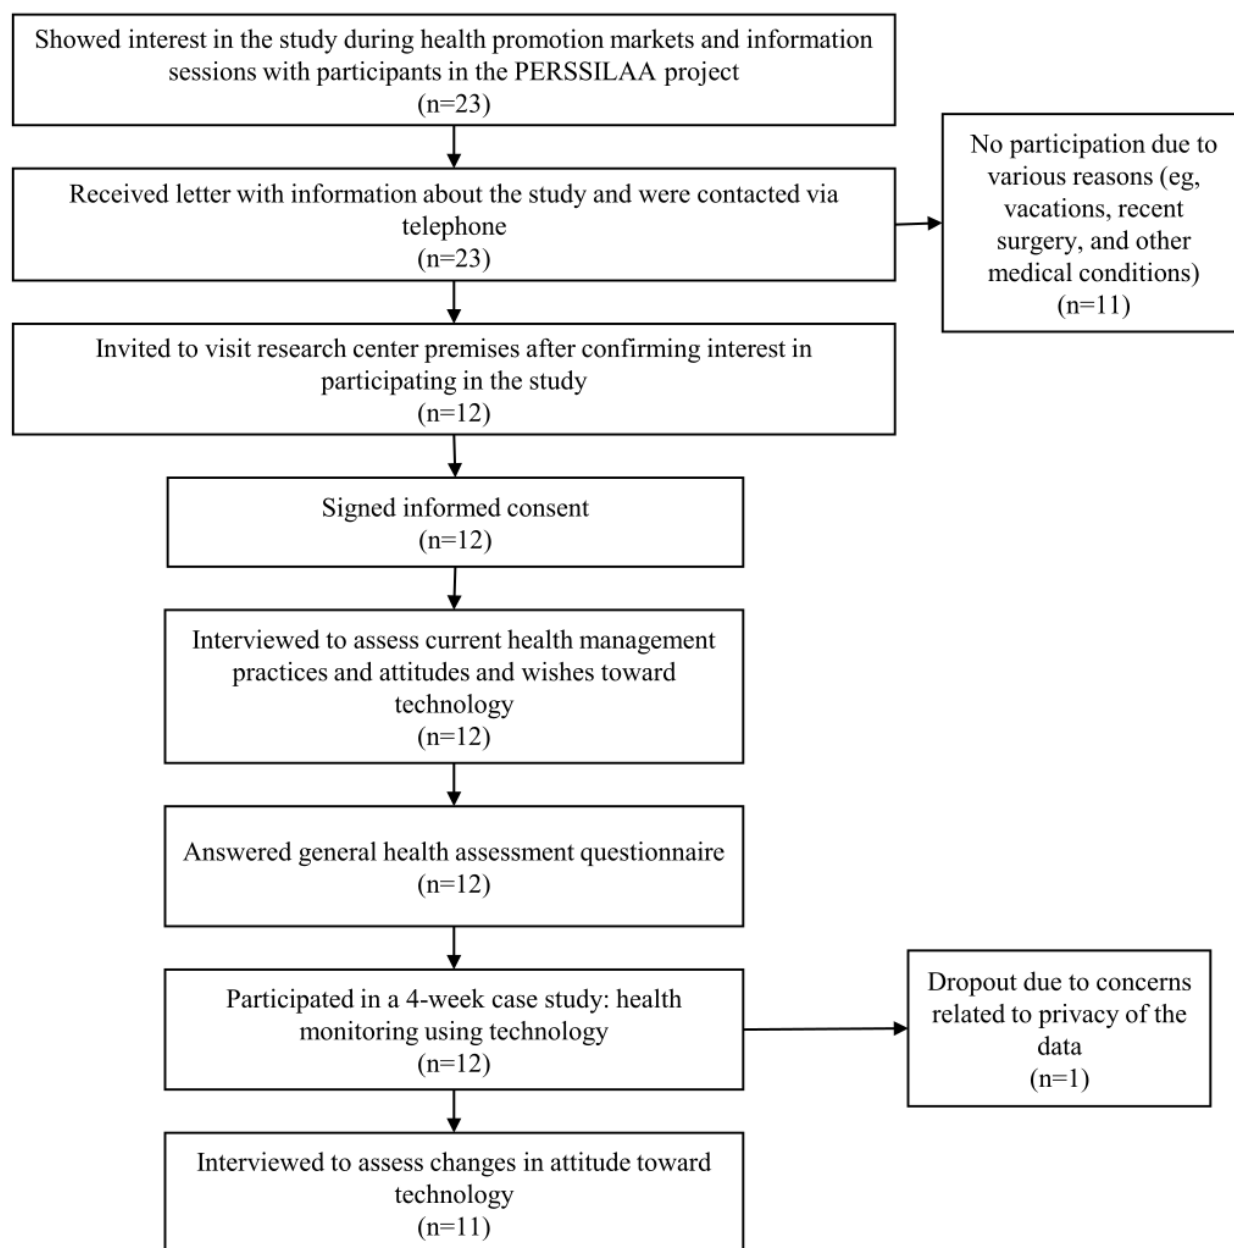 Showed interest in the study during health promotion markets and information
sessions with participants in the PERSSILAA project
(n=23)
Received letter with information about the study and were contacted via
telephone
(n=23)
No participation due to
various reasons (eg,
vacations, recent
surgery, and other
medical conditions)
(n=11)
Invited to visit research center premises after confirming interest in
participating in the study
(n=12)
Signed informed consent
(n=12)
Interviewed to assess current health management
practices and attitudes and wishes toward
technology
(n=12)
Answered general health assessment questionnaire
(n=12)
Participated in a 4-week case study: health
monitoring using technology
(n=12)
Dropout due to concerns
related to privacy of the
data
(n=1)
Interviewed to assess changes in attitude toward
technology
(n=11)